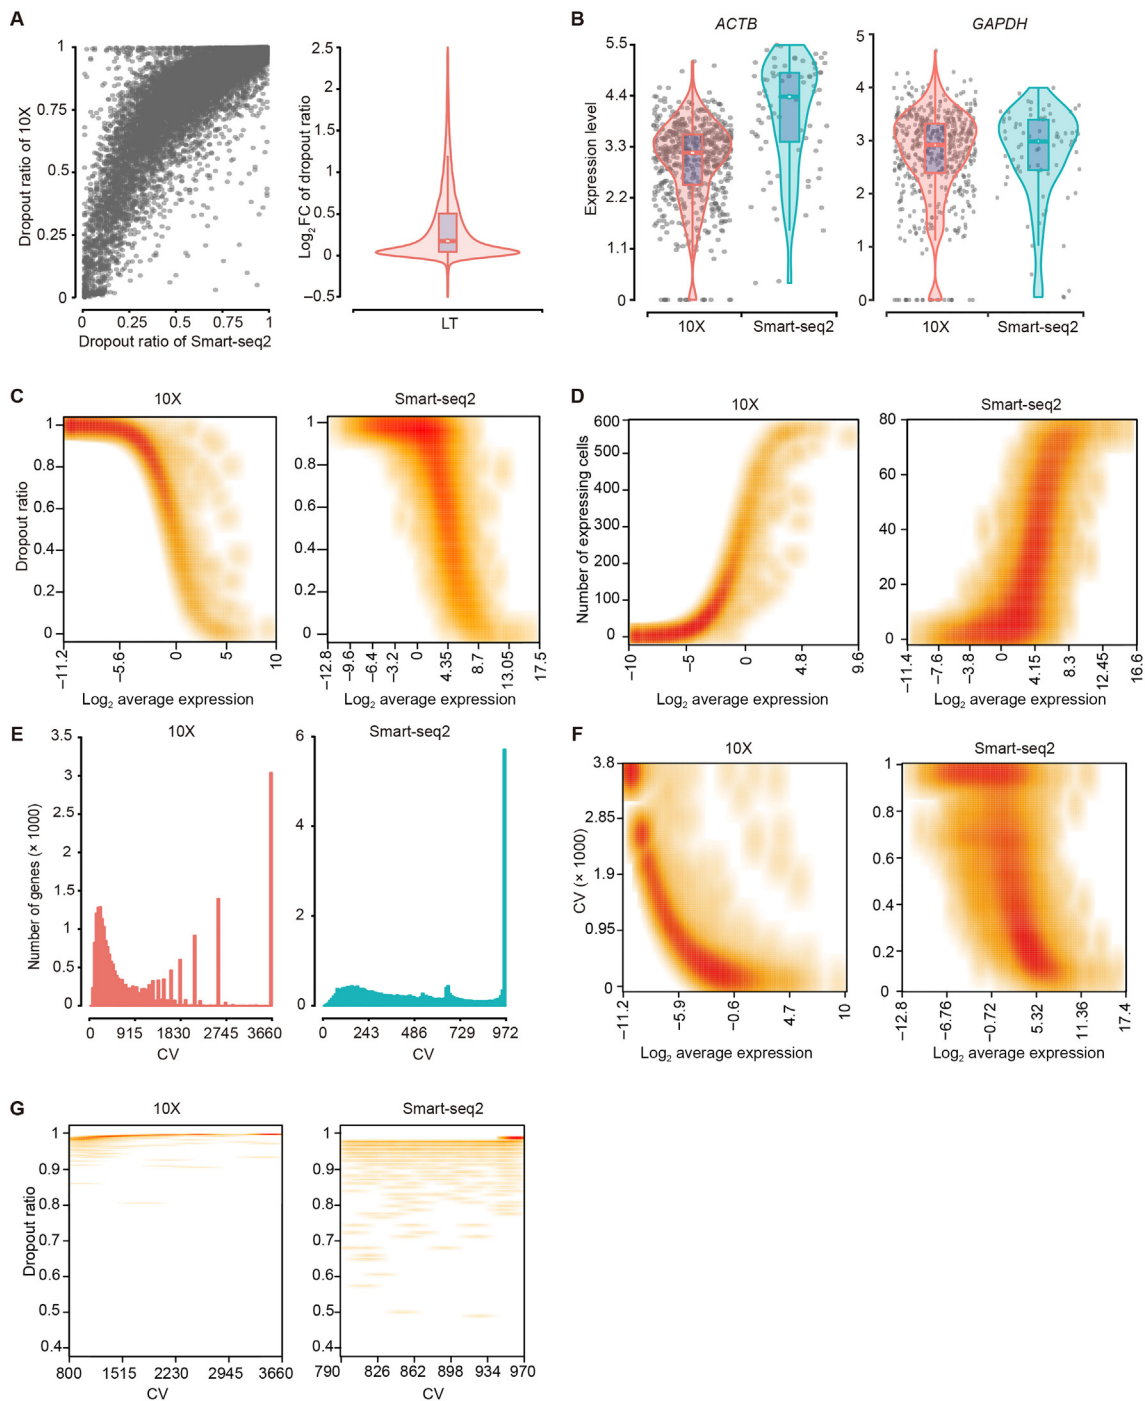 A
Dropout ratio of 10X
1
0.75
0.5
0.25
0
0 0.25 0.5 0.75 1
Dropout ratio of Smart-seq2
Log2 FC of dropout ratio
2.5
2
1.5
1
0.5
0
–0.5
LT
B
ACTB
Expression level
5.5
4.4
3.3
2.2
1.1
0
10X Smart-seq2
GAPDH
5
4
3
2
1
0
10X Smart-seq2
C
10X
Dropout ratio
1
0.8
0.6
0.4
0.2
0
–11.2 –5.6 0 5 10
Log2 average expression
Smart-seq2
1
0.8
0.6
0.4
0.2
0
–12.8 –9.6 –6.4 –3.2 0 4.35 8.7 13.05 17.5
Log2 average expression
D
10X
Number of expressing cells
600
500
400
300
200
100
0
–10 –5 0 4.8 9.6
Log2 average expression
Smart-seq2
80
60
40
20
0
–11.4 –7.6 –3.8 0 4.15 8.3 12.45 16.6
Log2 average expression
E
10X
Number of genes (× 1000)
3.5
3
2.5
2
1.5
1
0.5
0
0 915 1830 2745 3660
CV
Smart-seq2
6
4
2
0
0 243 486 729 972
CV
F
10X
CV (× 1000)
3.8
2.85
1.9
0.95
0
–11.2 –5.9 –0.6 4.7 10
Log2 average expression
Smart-seq2
1
0.8
0.6
0.4
0.2
0
–12.8 –6.76 –0.72 5.32 11.36 17.4
Log2 average expression
G
10X
Dropout ratio
1
0.9
0.8
0.7
0.6
0.5
0.4
800 1515 2230 2945 3660
CV
Smart-seq2
1
0.9
0.8
0.7
0.6
0.5
0.4
790 826 862 898 934 970
CV